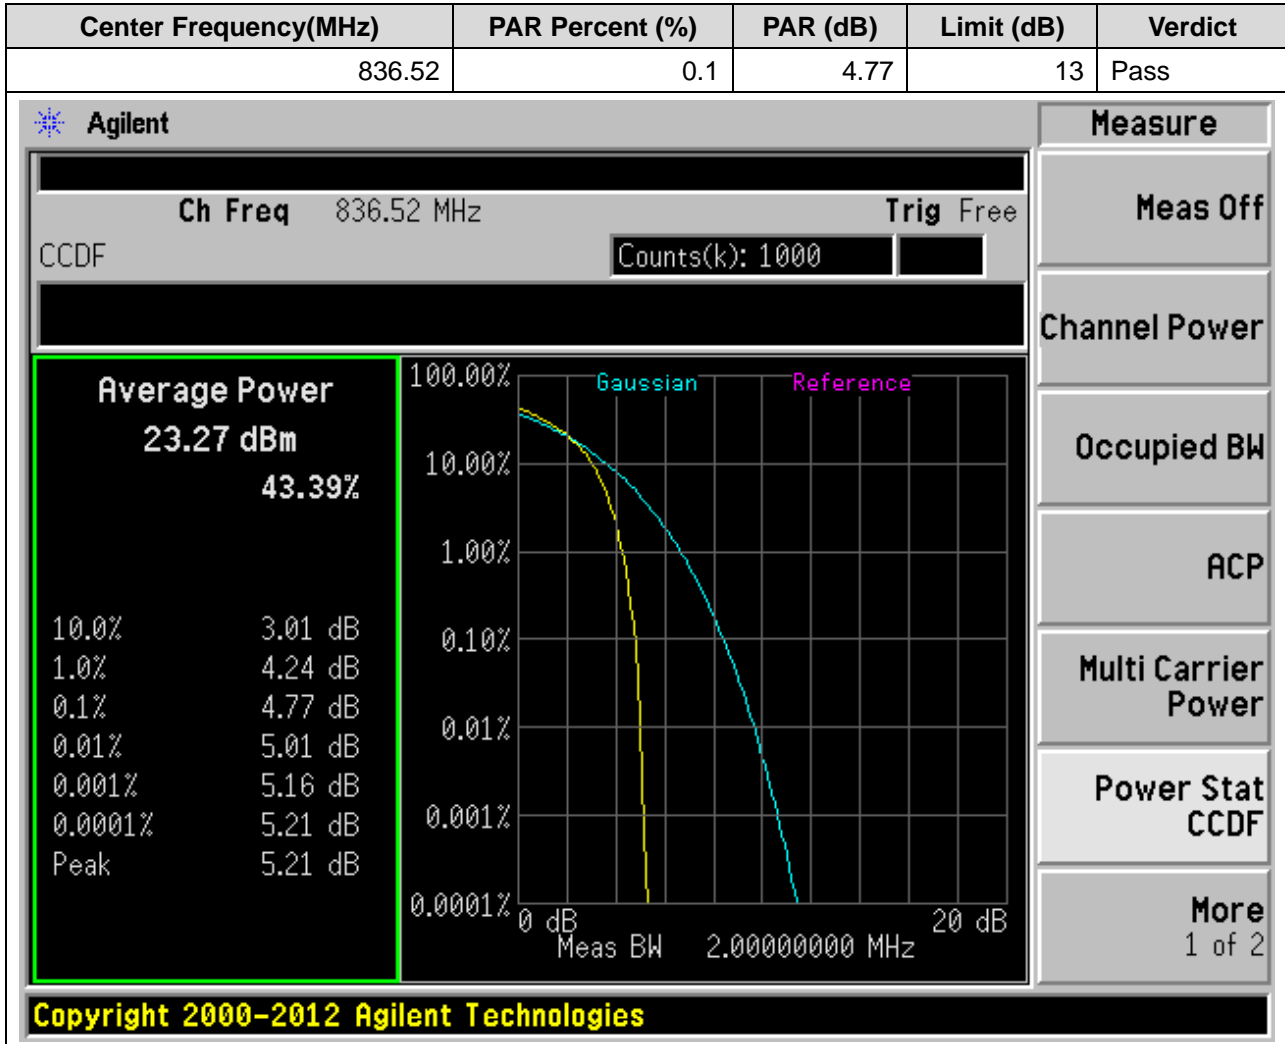 Center Frequency(MHz) PAR Percent (%) PAR (dB) Limit (dB) Verdict
836.52 0.1 4.77 13 Pass
Agilent
Measure
Ch Freq 836.52 MHz Trig Free
CCDF Counts(k): 1000
Average Power
23.27 dBm
43.39%
10.0% 3.01 dB
1.0% 4.24 dB
0.1% 4.77 dB
0.01% 5.01 dB
0.001% 5.16 dB
0.0001% 5.21 dB
Peak 5.21 dB
Gaussian Reference
100.00%
10.00%
1.00%
0.10%
0.01%
0.001%
0.0001%
0 dB 20 dB
Meas BW 2.00000000 MHz
Meas Off
Channel Power
Occupied BW
ACP
Multi Carrier
Power
Power Stat
CCDF
More
1 of 2
Copyright 2000-2012 Agilent Technologies